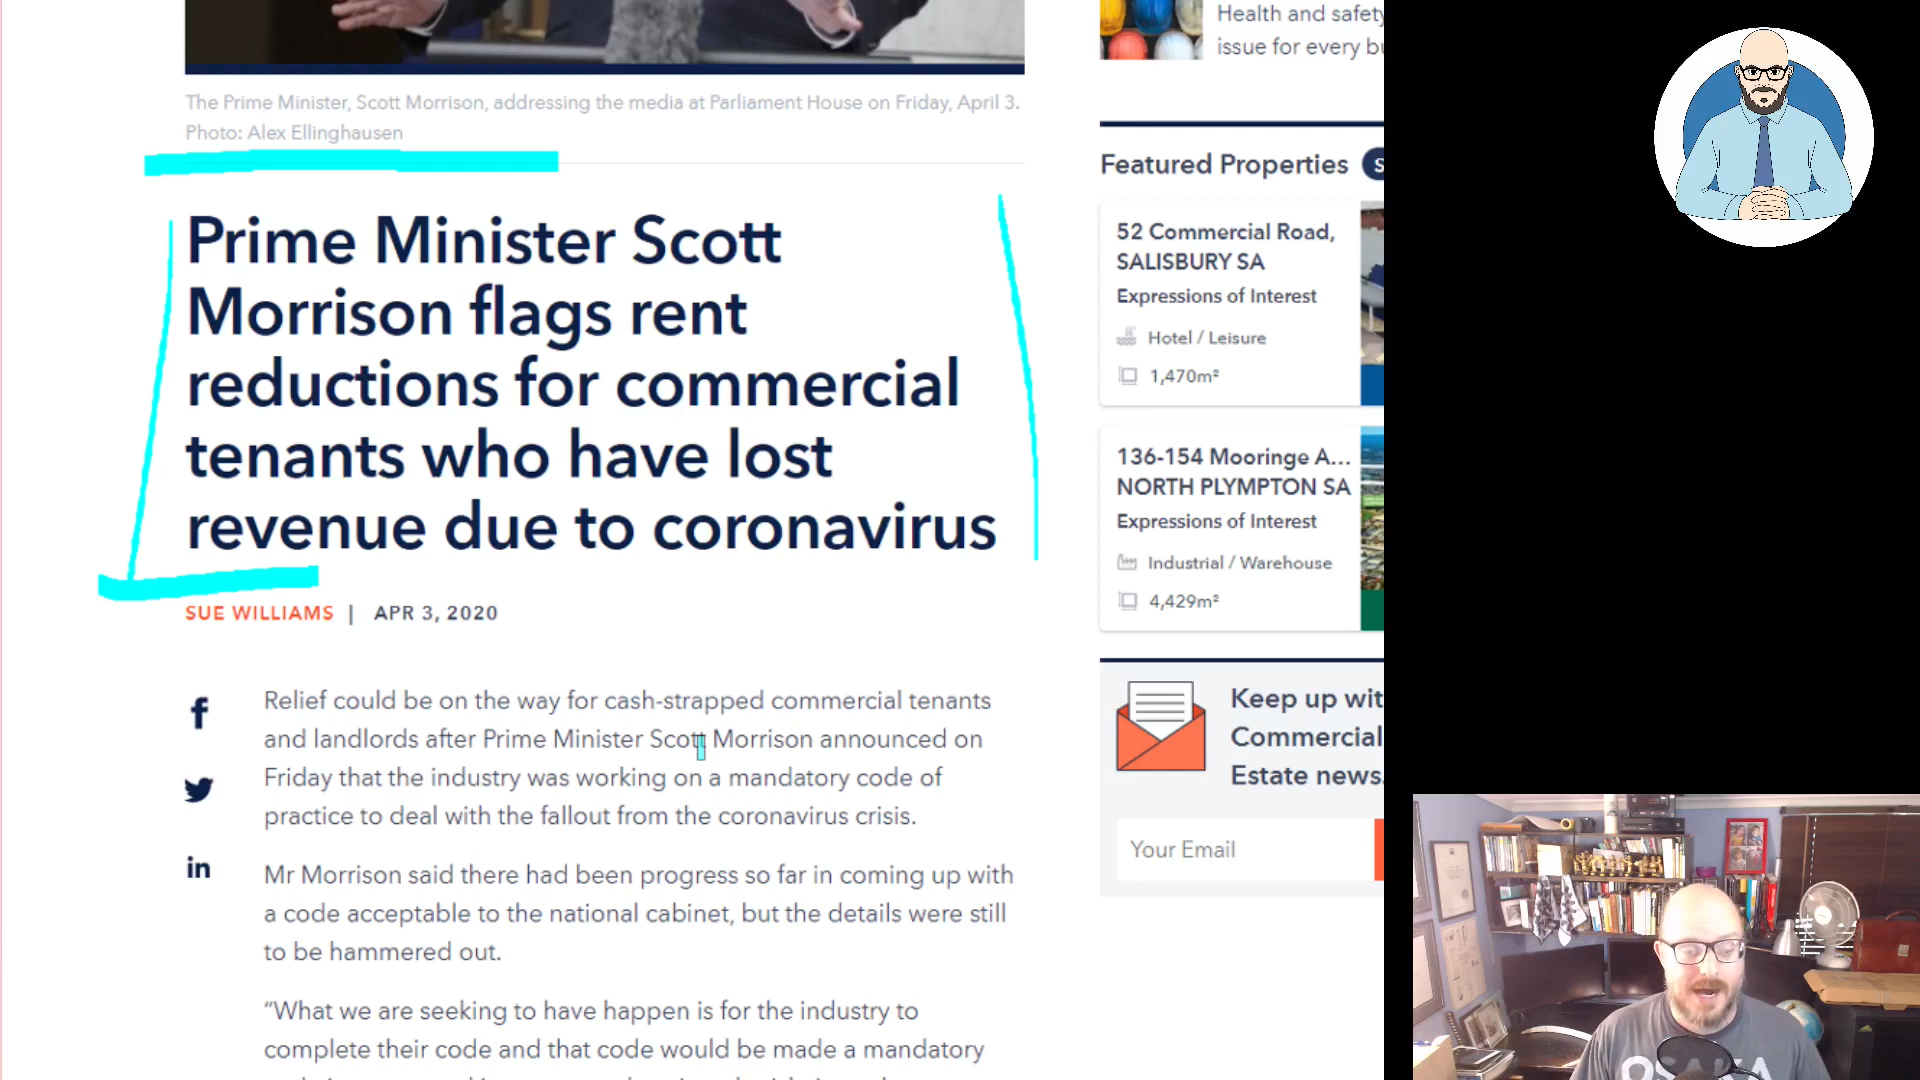 The Prime Minister, Scott Morrison, addressing the media at Parliament House on Friday, April 3.
Photo: Alex Ellinghausen
Prime Minister Scott
Morrison flags rent
reductions for commercial
tenants who have lost
revenue due to coronavirus
SUE WILLIAMS | APR 3, 2020
Relief could be on the way for cash-strapped commercial tenants
and landlords after Prime Minister Scott Morrison announced on
Friday that the industry was working on a mandatory code of
practice to deal with the fallout from the coronavirus crisis.
Mr Morrison said there had been progress so far in coming up with
a code acceptable to the national cabinet, but the details were still
to be hammered out.
“What we are seeking to have happen is for the industry to
complete their code and that code would be made a mandatory
Health and safety
issue for every
Featured Properties
52 Commercial Road,
SALISBURY SA
Expressions of Interest
Hotel / Leisure
1,470m²
136-154 Mooringe A...
NORTH PLYMPTON SA
Expressions of Interest
Industrial / Warehouse
4,429m²
Keep up
Commercial
Estate news
Your Email
OSAKA